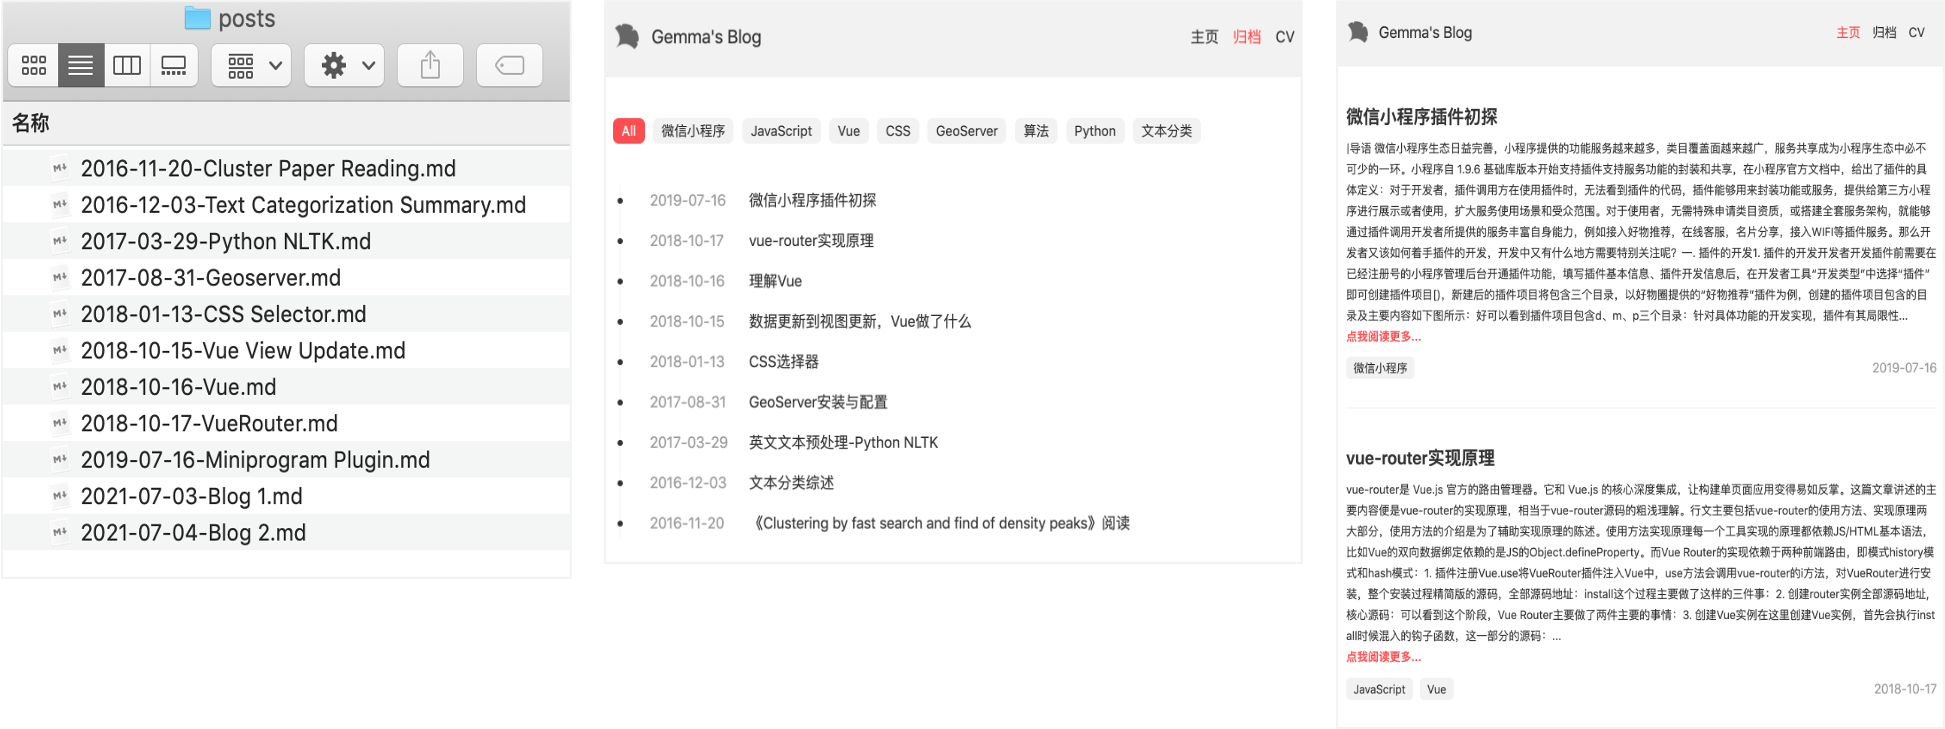 posts
名称
2016-11-20-Cluster Paper Reading.md
2016-12-03-Text Categorization Summary.md
2017-03-29-Python NLTK.md
2017-08-31-Geoserver.md
2018-01-13-CSS Selector.md
2018-10-15-Vue View Update.md
2018-10-16-Vue.md
2018-10-17-VueRouter.md
2019-07-16-Miniprogram Plugin.md
2021-07-03-Blog 1.md
2021-07-04-Blog 2.md
Gemma's Blog 主页 归档 CV
All 微信小程序 JavaScript Vue CSS GeoServer 算法 Python 文本分类
2019-07-16 微信小程序插件初探
2018-10-17 vue-router实现原理
2018-10-16 理解Vue
2018-10-15 数据更新到视图更新，Vue做了什么
2018-01-13 CSS选择器
2017-08-31 GeoServer安装与配置
2017-03-29 英文文本预处理-Python NLTK
2016-12-03 文本分类综述
2016-11-20 《Clustering by fast search and find of density peaks》阅读
Gemma's Blog 主页 归档 CV
微信小程序插件初探
|导语 微信小程序生态日益完善，小程序提供的功能服务越来越多，类目覆盖面越来越广，服务共享成为小程序生态中必不
可少的一环。小程序自 1.9.6 基础库版本开始支持插件支持服务功能的封装和共享，在小程序官方文档中，给出了插件的具
体定义：对于开发者，插件调用方在使用插件时，无法看到插件的代码，插件能够用来封装功能或服务，提供给第三方小程
序进行展示或者使用，扩大服务使用场景和受众范围。对于使用者，无需特殊申请类目资质，或搭建全套服务架构，就能够
通过插件调用开发者所提供的服务丰富自身能力，例如接入好物推荐，在线客服，名片分享，接入WIFI等插件服务。那么开
发者又该如何着手插件的开发，开发中又有什么地方需要特别关注呢？一. 插件的开发1. 插件的开发开发者开发插件前需要在
已经注册号的小程序管理后台开通插件功能，填写插件基本信息、插件开发信息后，在开发者工具“开发类型”中选择“插件”
即可创建插件项目[)，新建后的插件项目将包含三个目录，以好物圈提供的“好物推荐”插件为例，创建的插件项目包含的目
录及主要内容如下图所示：好可以看到插件项目包含d、m、p三个目录：针对具体功能的开发实现，插件有其局限性...
点我阅读更多...
微信小程序 2019-07-16
vue-router实现原理
vue-router是 Vue.js 官方的路由管理器。它和 Vue.js 的核心深度集成，让构建单页面应用变得易如反掌。这篇文章讲述的主
要内容便是vue-router的实现原理，相当于vue-router源码的粗浅理解。行文主要包括vue-router的使用方法、实现原理两
大部分，使用方法的介绍是为了辅助实现原理的陈述。使用方法实现原理每一个工具实现的原理都依赖JS/HTML基本语法，
比如Vue的双向数据绑定依赖的是JS的Object.defineProperty。而Vue Router的实现依赖于两种前端路由，即模式history模
式和hash模式：1. 插件注册Vue.use将VueRouter插件注入Vue中，use方法会调用vue-router的i方法，对VueRouter进行安
装，整个安装过程精简版的源码，全部源码地址：install这个过程主要做了这样的三件事：2. 创建router实例全部源码地址，
核心源码：可以看到这个阶段，Vue Router主要做了两件主要的事情：3. 创建Vue实例在这里创建Vue实例，首先会执行inst
all时候混入的钩子函数，这一部分的源码：...
点我阅读更多...
JavaScript Vue 2018-10-17